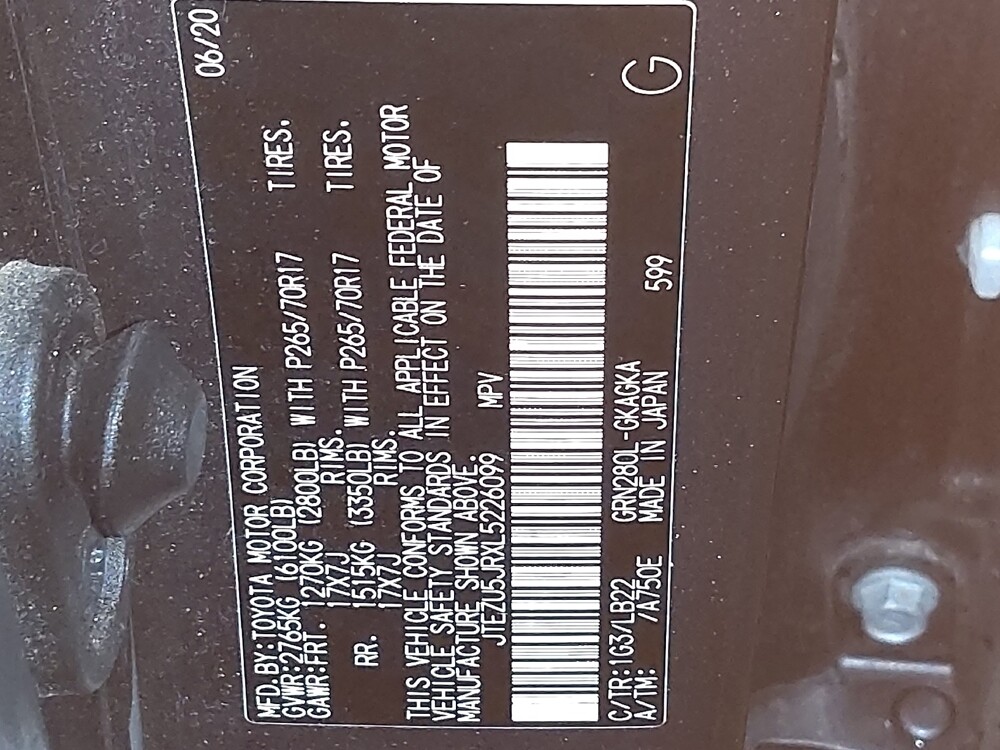 MFD.BY:TOYOTA MOTOR CORPORATION 06/20
GVWR:2765KG (6100LB)
GAWR:FRT. 1270KG (2800LB) WITH P265/70R17 TIRES.
17X7J RIMS.
RR. 1515KG (3350LB) WITH P265/70R17 TIRES.
17X7J RIMS.
THIS VEHICLE CONFORMS TO ALL APPLICABLE FEDERAL MOTOR
VEHICLE SAFETY STANDARDS IN EFFECT ON THE DATE OF
MANUFACTURE SHOWN ABOVE.
JTEZU5JRXL5226099 MPV
C/TR:1G3/LB22 GRN280L-GKAGKA 599 G
A/TM: /A750E MADE IN JAPAN